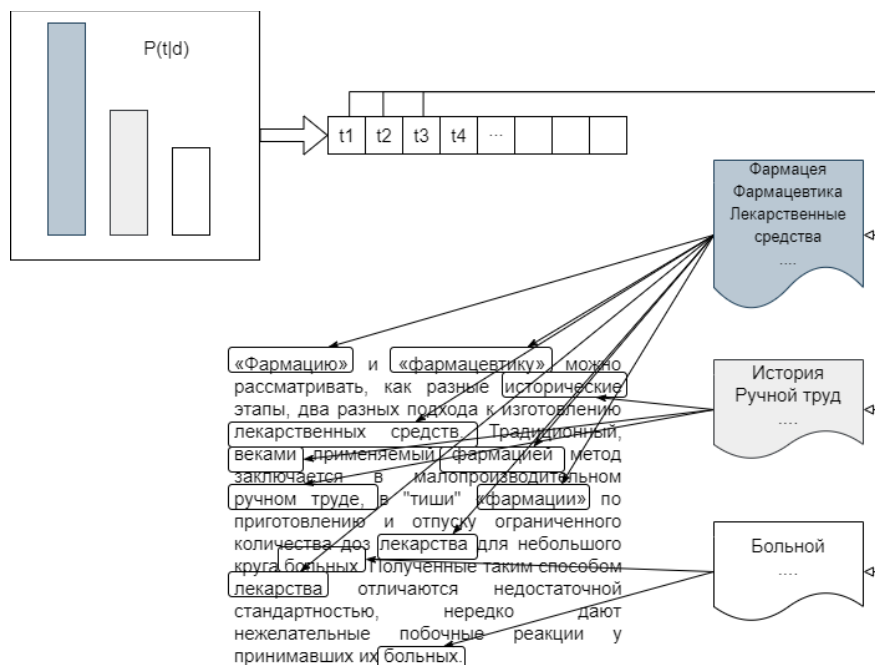 P(t|d)
t1 t2 t3 t4 ...
Фармацея
Фармацевтика
Лекарственные
средства
....
История
Ручной труд
....
Больной
....
«Фармацию» и «фармацевтику» можно
рассматривать, как разные исторические
этапы, два разных подхода к изготовлению
лекарственных средств. Традиционный,
веками применяемый фармацией метод
заключается в малопроизводительном
ручном труде, в "тиши" «фармации» по
приготовлению и отпуску ограниченного
количества доз лекарства для небольшого
круга больных. Полученные таким способом
лекарства отличаются недостаточной
стандартностью, нередко дают
нежелательные побочные реакции у
принимавших их больных.